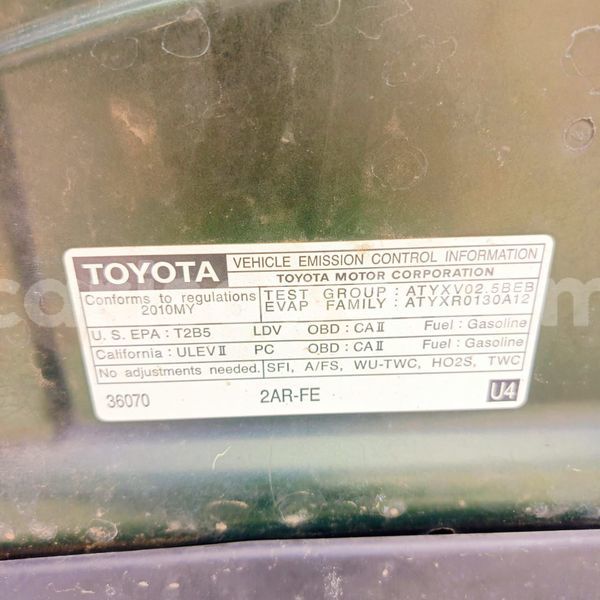 TOYOTA
VEHICLE EMISSION CONTROL INFORMATION
TOYOTA MOTOR CORPORATION
Conforms to regulations
2010MY
TEST GROUP : ATYXV02.5BEB
EVAP FAMILY : ATYXR0130A12
U. S. EPA : T2B5 LDV OBD : CAⅡ Fuel : Gasoline
California : ULEVⅡ PC OBD : CAⅡ Fuel : Gasoline
No adjustments needed. SFI, A/FS, WU-TWC, HO2S, TWC
36070 2AR-FE U4